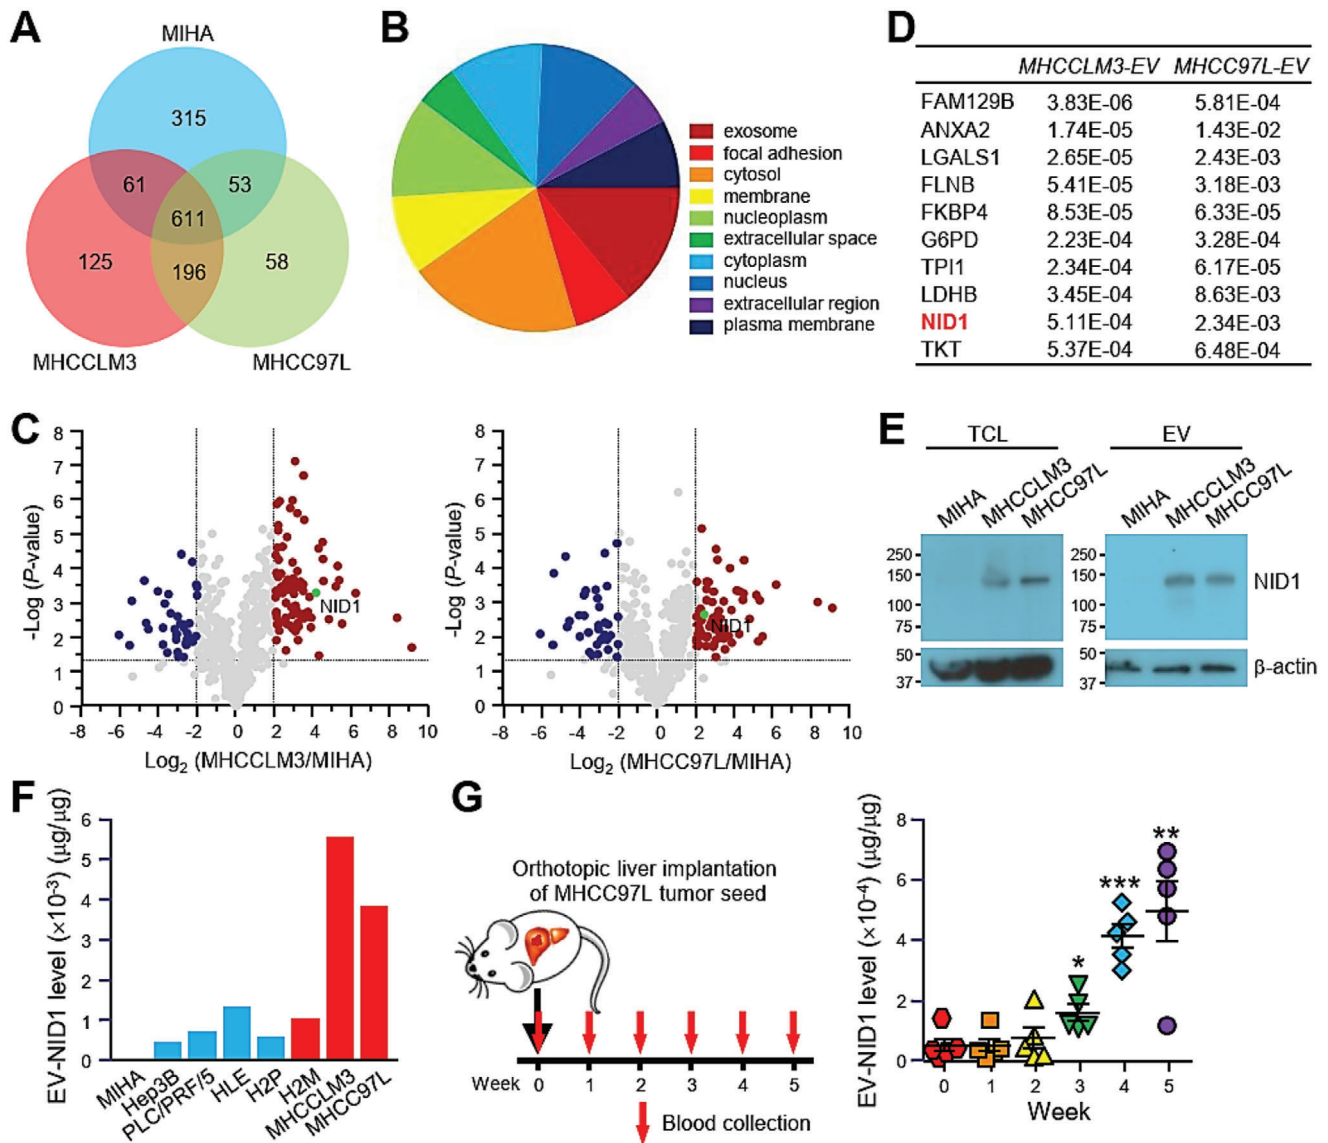 A
MIHA
315
61
53
611
125
196
58
MHCCLM3
MHCC97L
B
exosome
focal adhesion
cytosol
membrane
nucleoplasm
extracellular space
cytoplasm
nucleus
extracellular region
plasma membrane
D
MHCCLM3-EV MHCC97L-EV
FAM129B 3.83E-06 5.81E-04
ANXA2 1.74E-05 1.43E-02
LGALS1 2.65E-05 2.43E-03
FLNB 5.41E-05 3.18E-03
FKBP4 8.53E-05 6.33E-05
G6PD 2.23E-04 3.28E-04
TPI1 2.34E-04 6.17E-05
LDHB 3.45E-04 8.63E-03
NID1 5.11E-04 2.34E-03
TKT 5.37E-04 6.48E-04
C
-Log (P-value)
8
7
6
5
4
3
2
1
0
NID1
-8 -6 -4 -2 0 2 4 6 8 10
Log2 (MHCCLM3/MIHA)
-Log (P-value)
8
7
6
5
4
3
2
1
0
NID1
-8 -6 -4 -2 0 2 4 6 8 10
Log2 (MHCC97L/MIHA)
E
TCL
MIHA
MHCCLM3
MHCC97L
250
150
100
75
50
37
EV
MIHA
MHCCLM3
MHCC97L
250
150
100
75
50
37
NID1
β-actin
F
EV-NID1 level (×10-3) (µg/µg)
6
5
4
3
2
1
0
MIHA
Hep3B
PLC/PRF/5
HLE
H2P
H2M
MHCCLM3
MHCC97L
G
Orthotopic liver implantation
of MHCC97L tumor seed
Week 0 1 2 3 4 5
Blood collection
EV-NID1 level (×10-4) (µg/µg)
8
6
4
2
0
*
***
**
0 1 2 3 4 5
Week